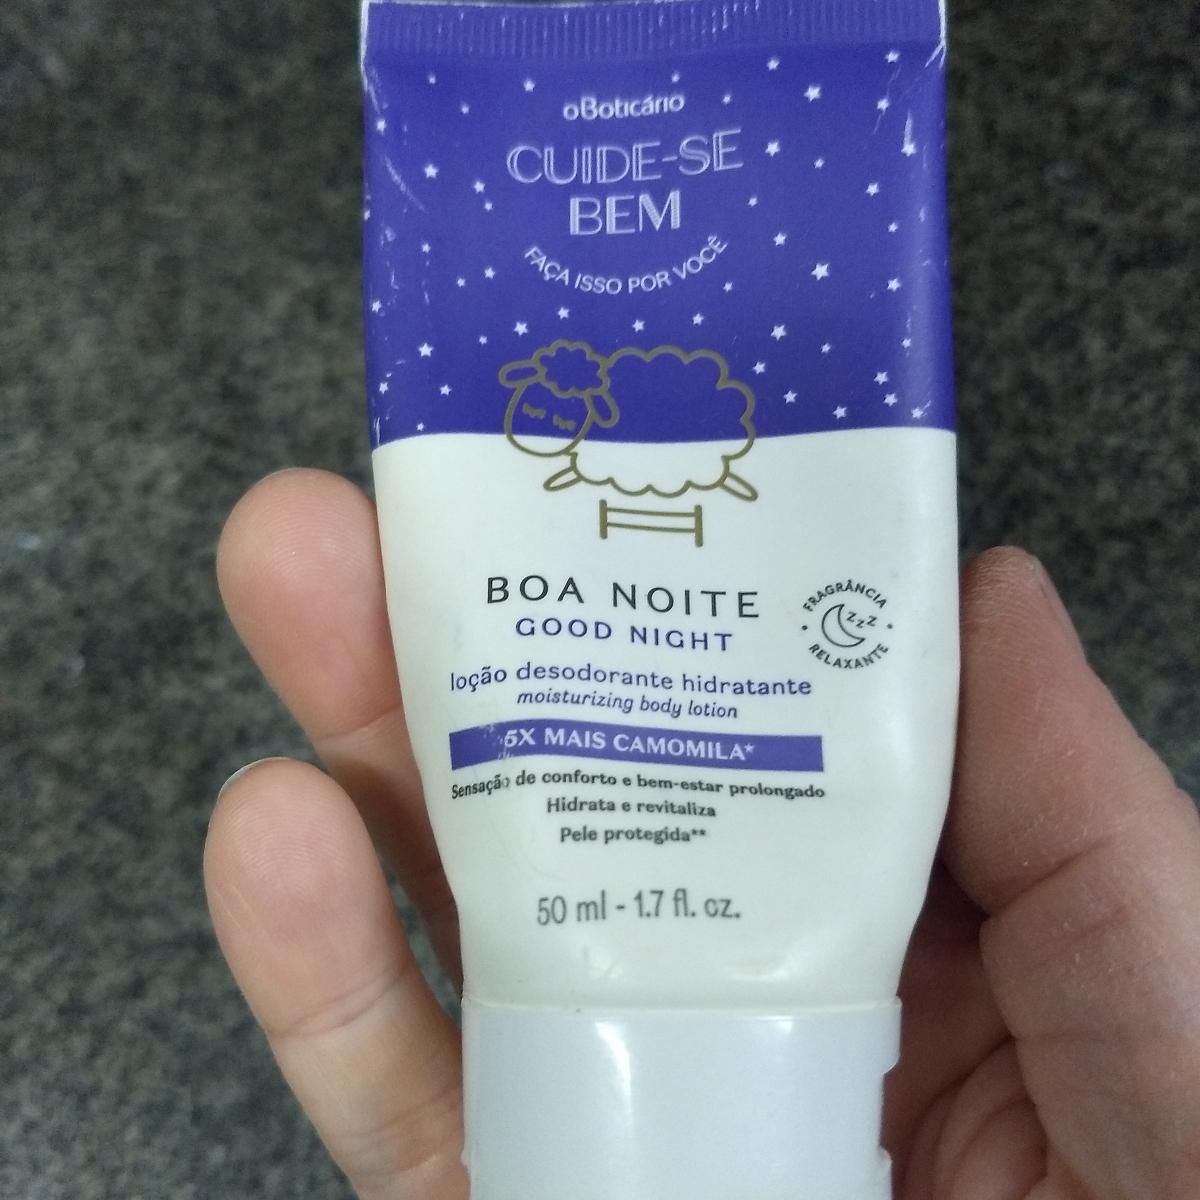 oBoticário
CUIDE-SE
BEM
FAÇA ISSO POR VOCÊ
BOA NOITE
GOOD NIGHT
FRAGRÂNCIA
zzZ
RELAXANTE
loção desodorante hidratante
moisturizing body lotion
5X MAIS CAMOMILA*
Sensação de conforto e bem-estar prolongado
Hidrata e revitaliza
Pele protegida**
50 ml - 1.7 fl. oz.